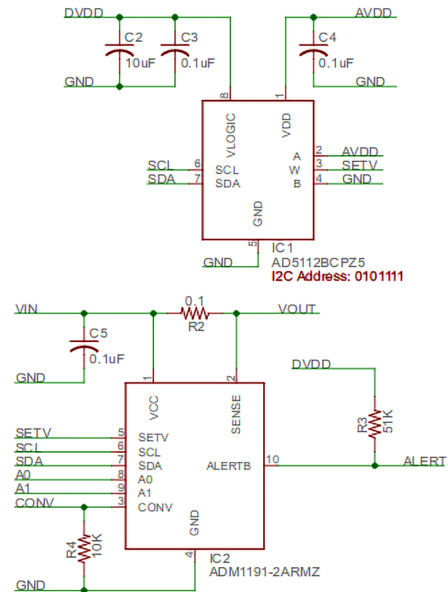 DVDD
AVDD
C2
10uF
C3
0.1uF
C4
0.1uF
GND
GND
8
1
VLOGIC
VDD
A
2
AVDD
SCL
6
SCL
W
3
SETV
SDA
7
SDA
B
4
GND
GND
5
GND
IC1
AD5112BCPZ5
I2C Address: 0101111
VIN
0.1
VOUT
R2
C5
0.1uF
DVDD
GND
1
2
VCC
SENSE
R3
51K
SETV
5
SETV
SCL
6
SCL
SDA
7
SDA
ALERTB
10
ALERT
A0
8
A0
A1
9
A1
CONV
3
CONV
GND
R4
10K
4
IC2
ADM1191-2ARMZ
GND